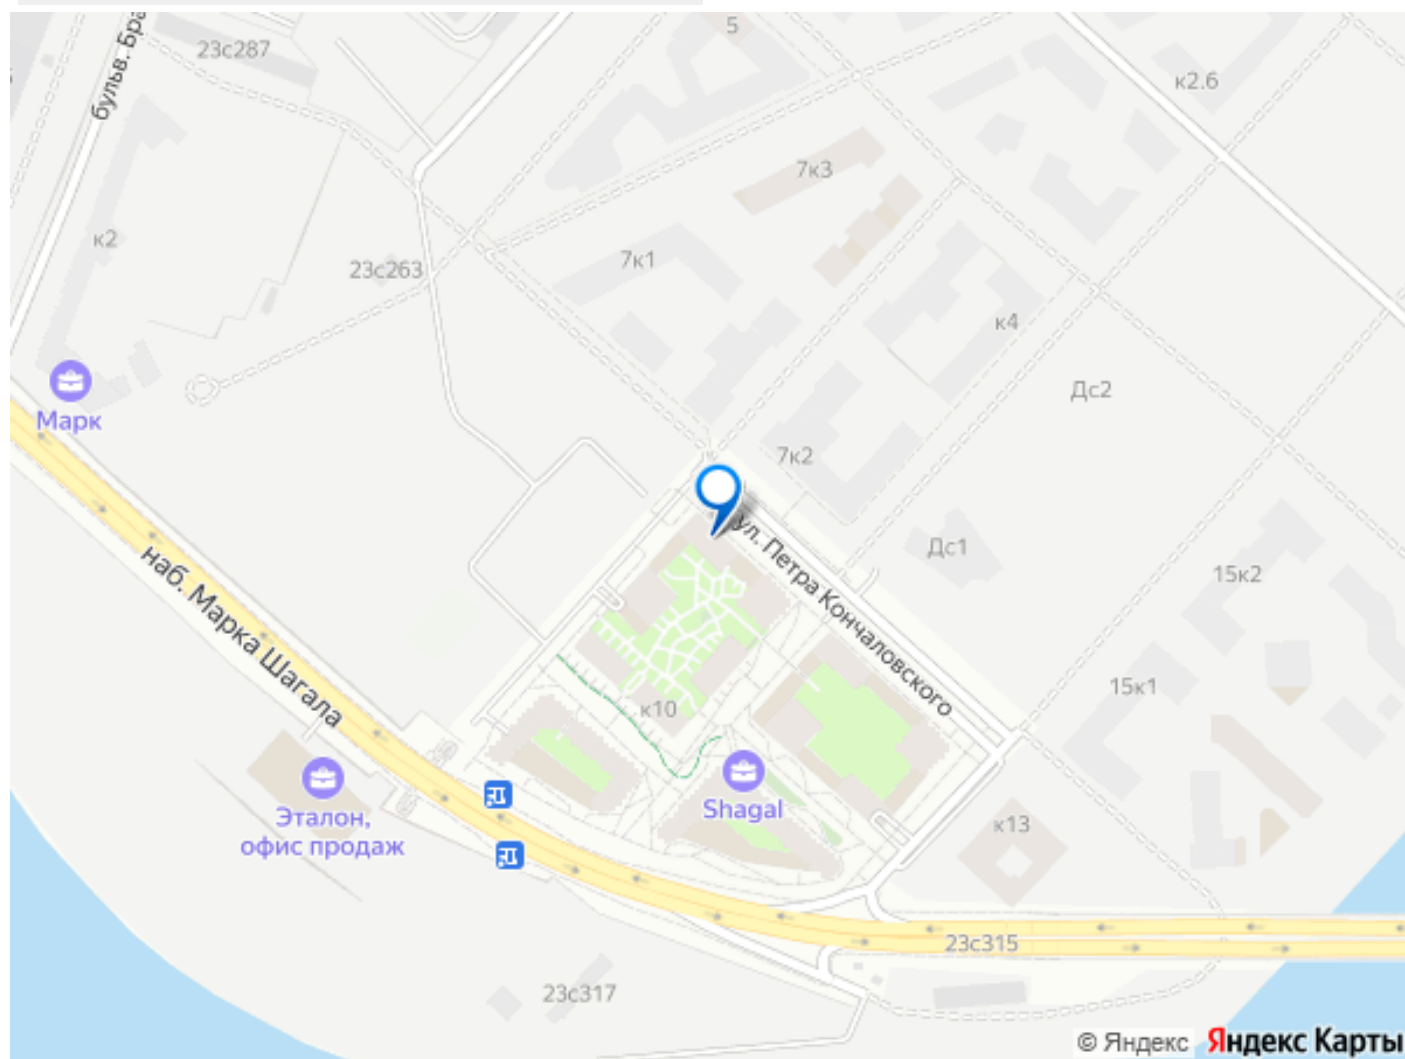 5
23с287
бульв. Бра
к2.6
7к3
к2
7к1
23с263
к4
Дс2
Марк
7к2
ул. Петра Кончаловского
Дс1
15к2
наб. Марка Шагала
15к1
к10
Shagal
Эталон,
офис продаж
к13
23с315
23с317
© Яндекс Яндекс Карты